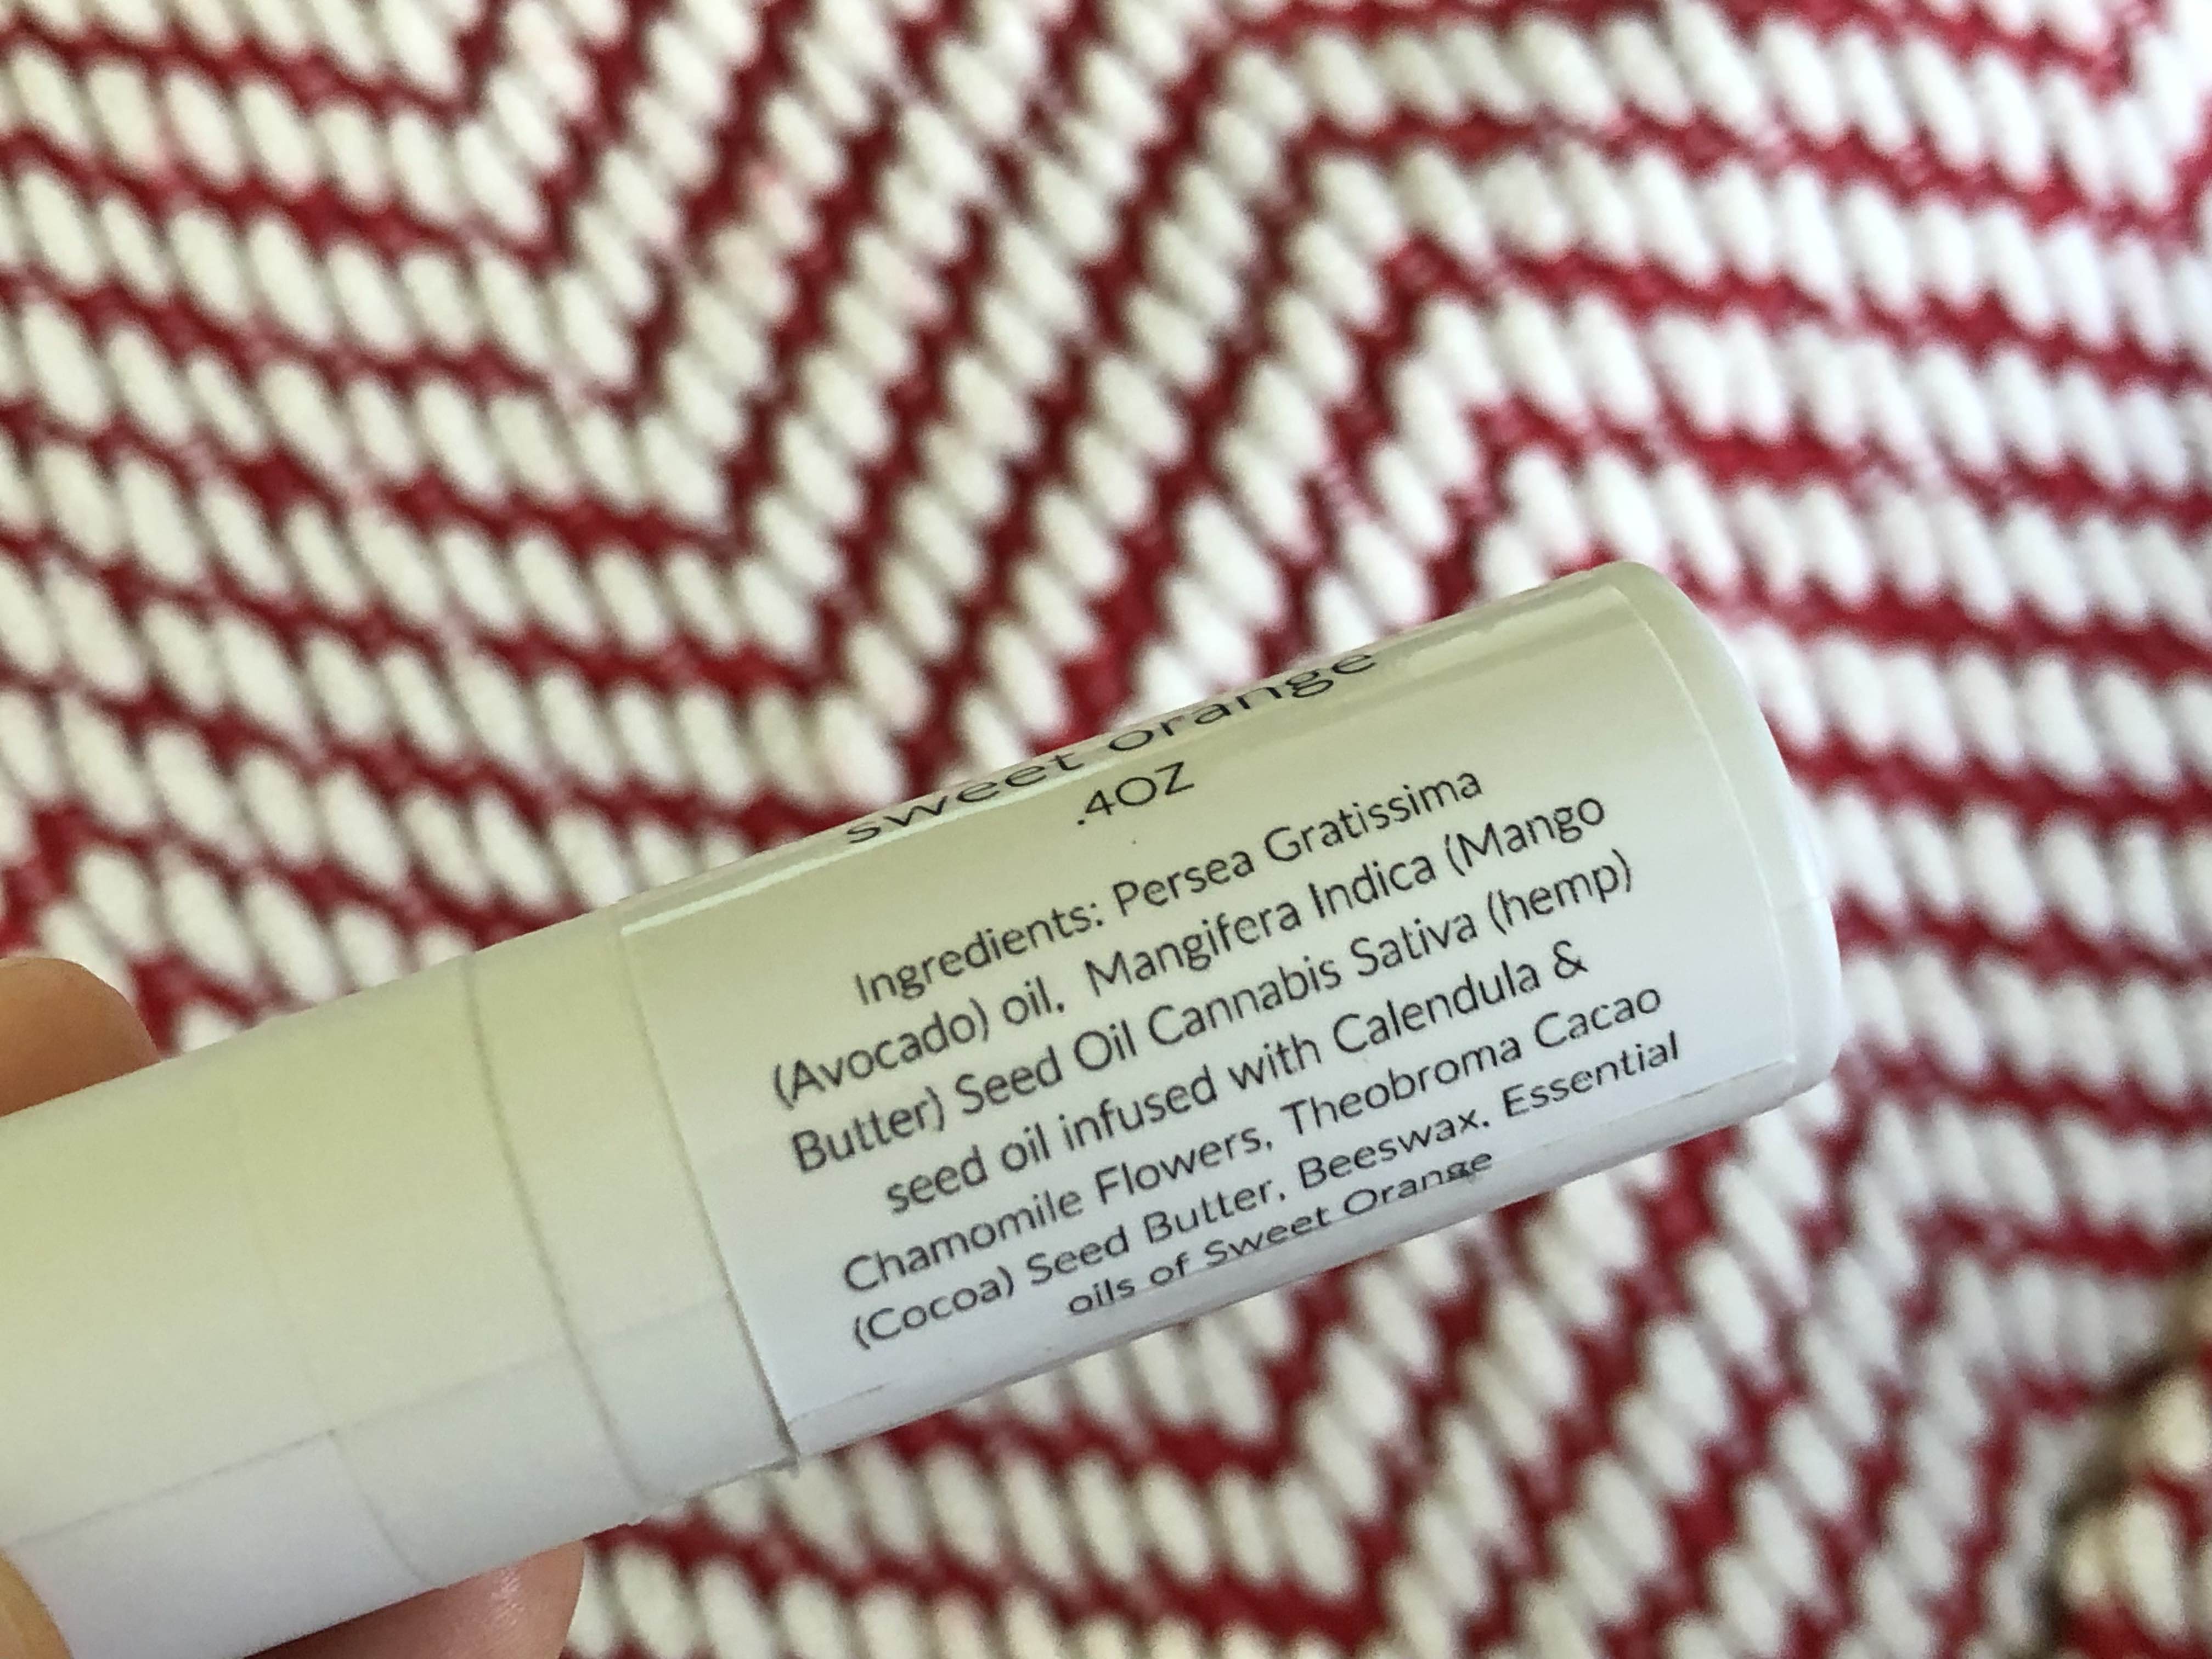 sweet orange
.4OZ
Ingredients: Persea Gratissima
(Avocado) oil, Mangifera Indica (Mango
Butter) Seed Oil Cannabis Sativa (hemp)
seed oil infused with Calendula &
Chamomile Flowers, Theobroma Cacao
(Cocoa) Seed Butter, Beeswax, Essential
oils of Sweet Orange